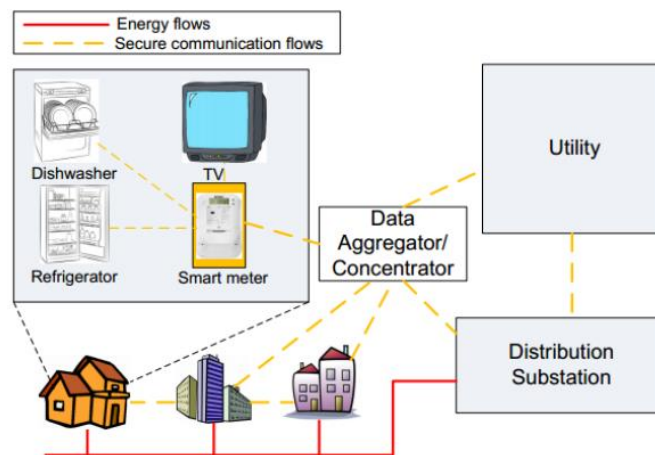 Energy flows
Secure communication flows
Dishwasher
TV
Refrigerator
Smart meter
Data
Aggregator/
Concentrator
Utility
Distribution
Substation